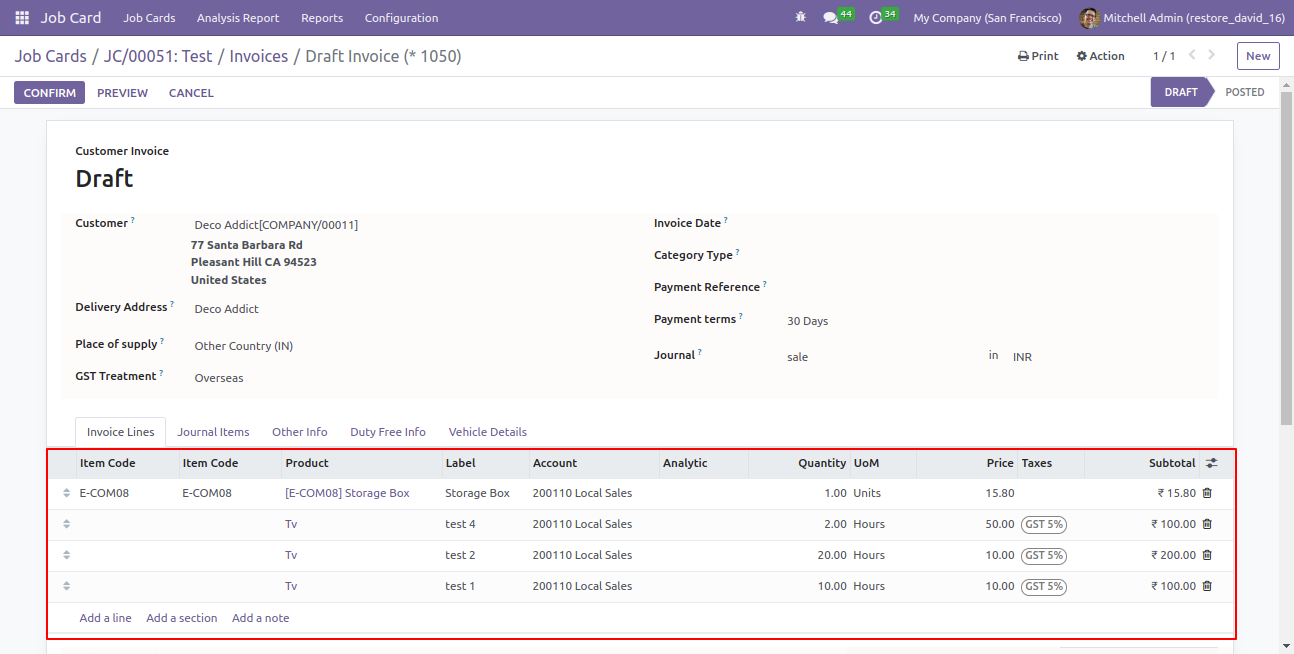 Job Card Job Cards Analysis Report Reports Configuration 44 34 My Company (San Francisco) Mitchell Admin (restore_david_16)
Job Cards / JC/00051: Test / Invoices / Draft Invoice (* 1050) Print Action 1 / 1 New
CONFIRM PREVIEW CANCEL DRAFT POSTED
Customer Invoice
Draft
Customer ? Deco Addict[COMPANY/00011] Invoice Date ?
77 Santa Barbara Rd
Pleasant Hill CA 94523 Category Type ?
United States
Payment Reference ?
Delivery Address ? Deco Addict Payment terms ? 30 Days
Place of supply ? Other Country (IN) Journal ? sale in INR
GST Treatment ? Overseas
Invoice Lines Journal Items Other Info Duty Free Info Vehicle Details
Item Code Item Code Product Label Account Analytic Quantity UoM Price Taxes Subtotal
E-COM08 E-COM08 [E-COM08] Storage Box Storage Box 200110 Local Sales 1.00 Units 15.80 ₹ 15.80
Tv test 4 200110 Local Sales 2.00 Hours 50.00 GST 5% ₹ 100.00
Tv test 2 200110 Local Sales 20.00 Hours 10.00 GST 5% ₹ 200.00
Tv test 1 200110 Local Sales 10.00 Hours 10.00 GST 5% ₹ 100.00
Add a line Add a section Add a note